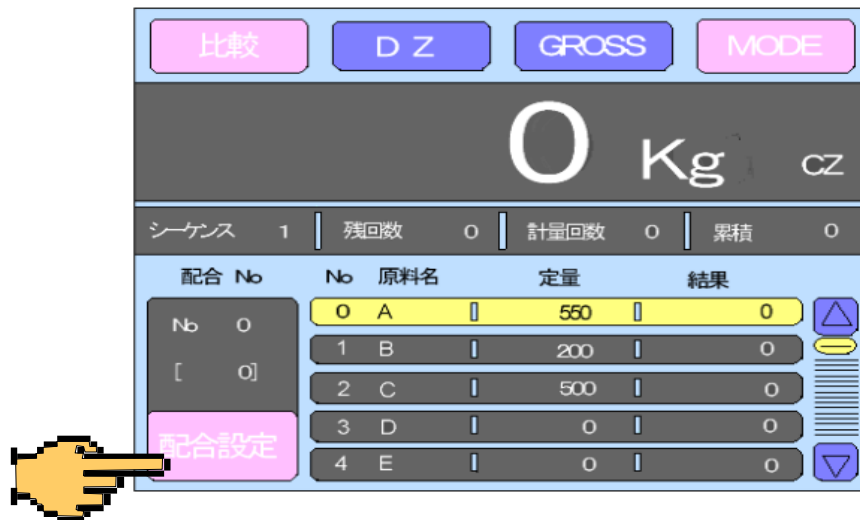 比較 DZ GROSS MODE
0 Kg CZ
シーケンス 1 残回数 0 計量回数 0 累積 0
配合 No No 原料名 定量 結果
No 0
[ 0]
配合設定
0 A 550 0
1 B 200 0
2 C 500 0
3 D 0 0
4 E 0 0